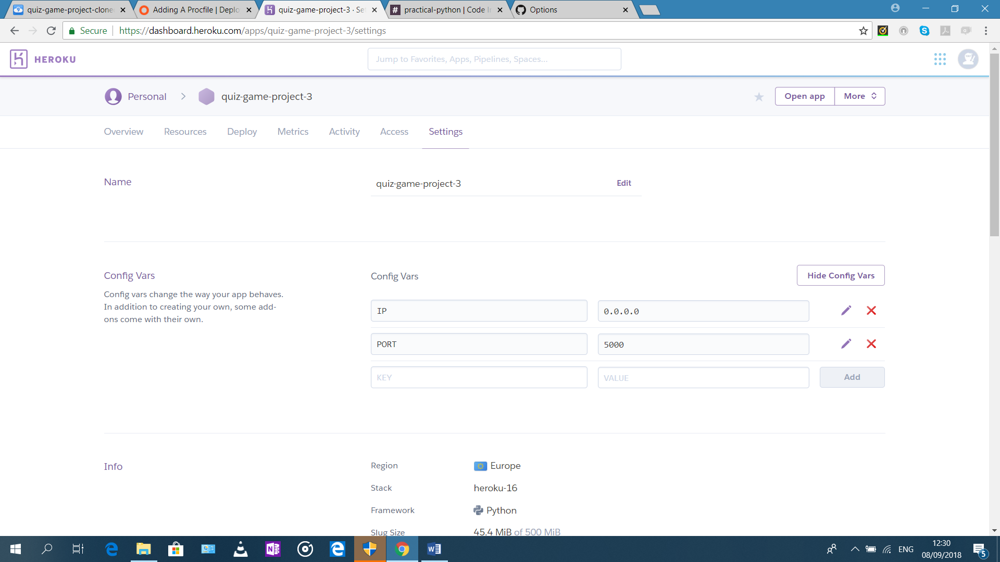 quiz-game-project-clone
Adding A Procfile | Deplo
quiz-game-project-3 · Se
practical-python | Code I
Options
Secure
https://dashboard.heroku.com/apps/quiz-game-project-3/settings
HEROKU
Jump to Favorites, Apps, Pipelines, Spaces...
Personal
quiz-game-project-3
Open app
More
Overview
Resources
Deploy
Metrics
Activity
Access
Settings
Name
quiz-game-project-3
Edit
Config Vars
Config vars change the way your app behaves.
In addition to creating your own, some add-
ons come with their own.
Config Vars
Hide Config Vars
IP
0.0.0.0
PORT
5000
KEY
VALUE
Add
Info
Region
Europe
Stack
heroku-16
Framework
Python
Slug Size
45.4 MiB of 500 MiB
ENG
12:30
08/09/2018
5